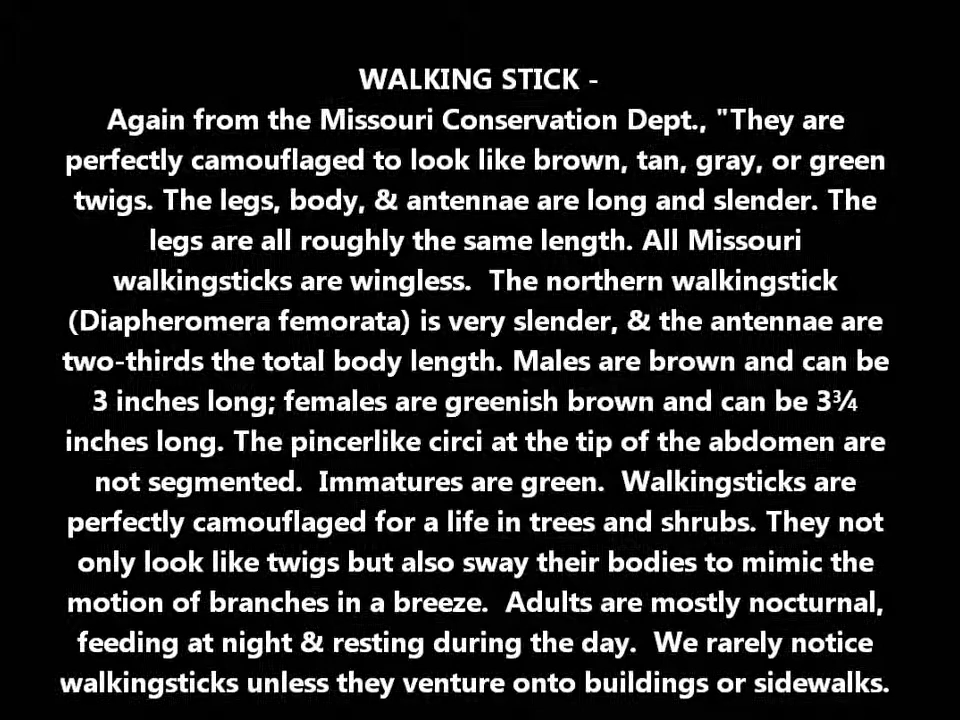 WALKING STICK -
Again from the Missouri Conservation Dept., "They are
perfectly camouflaged to look like brown, tan, gray, or green
twigs. The legs, body, & antennae are long and slender. The
legs are all roughly the same length. All Missouri
walkingsticks are wingless.  The northern walkingstick
(Diapheromera femorata) is very slender, & the antennae are
two-thirds the total body length. Males are brown and can be
3 inches long; females are greenish brown and can be 3¾
inches long. The pincerlike circi at the tip of the abdomen are
not segmented.  Immatures are green.  Walkingsticks are
perfectly camouflaged for a life in trees and shrubs. They not
only look like twigs but also sway their bodies to mimic the
motion of branches in a breeze.  Adults are mostly nocturnal,
feeding at night & resting during the day.  We rarely notice
walkingsticks unless they venture onto buildings or sidewalks.